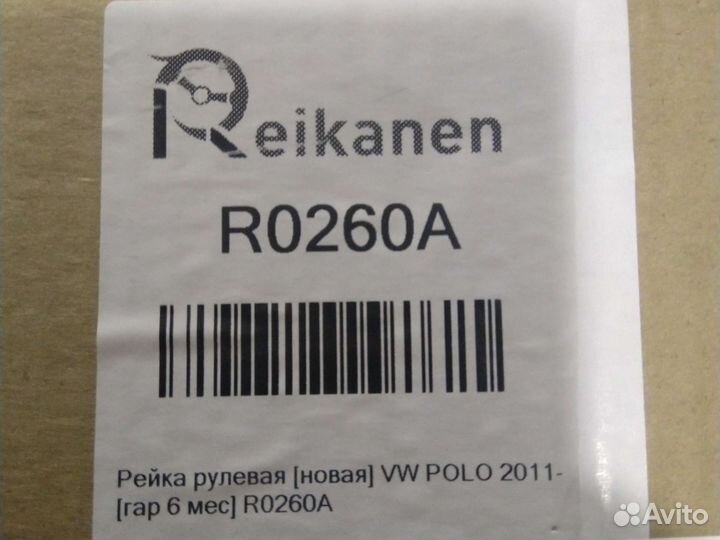 Reikanen
R0260A
Рейка рулевая [новая] VW POLO 2011-
[гар 6 мес] R0260A
Avito